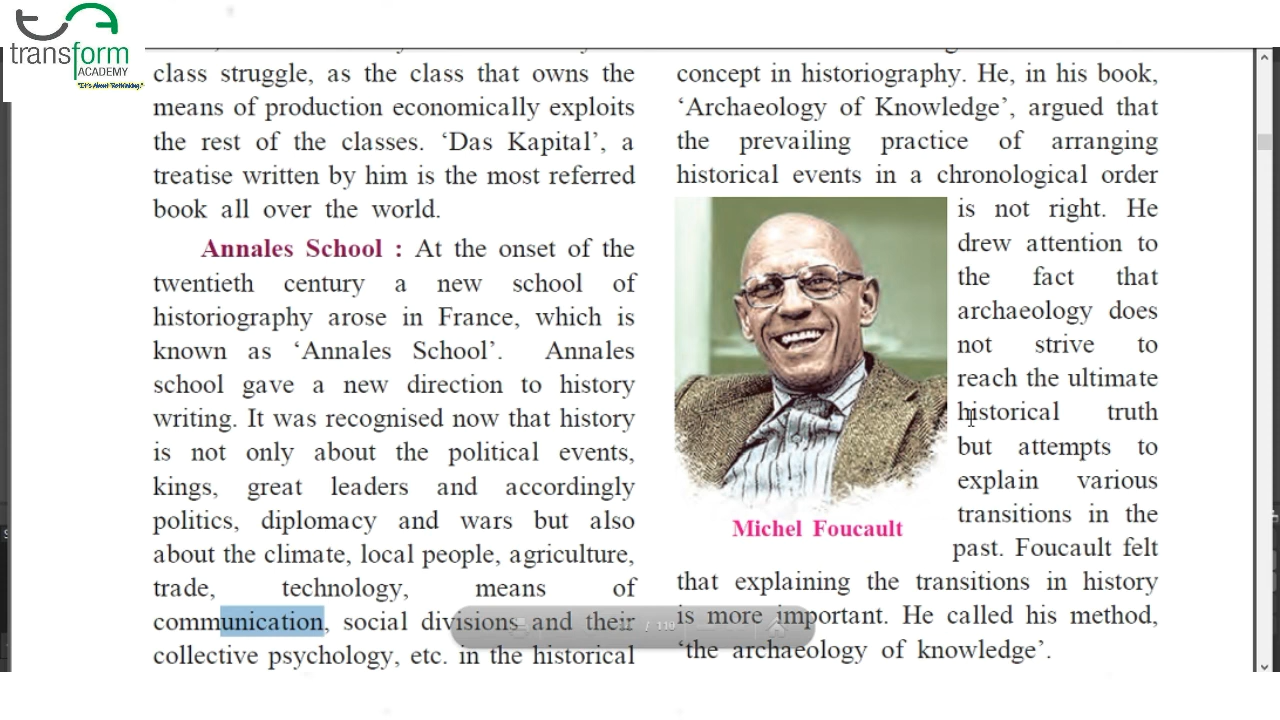 transform
ACADEMY
"It's About Rethinking."
class struggle, as the class that owns the
means of production economically exploits
the rest of the classes. ‘Das Kapital’, a
treatise written by him is the most referred
book all over the world.
Annales School : At the onset of the
twentieth century a new school of
historiography arose in France, which is
known as ‘Annales School’. Annales
school gave a new direction to history
writing. It was recognised now that history
is not only about the political events,
kings, great leaders and accordingly
politics, diplomacy and wars but also
about the climate, local people, agriculture,
trade, technology, means of
communication, social divisions and their
collective psychology, etc. in the historical
concept in historiography. He, in his book,
‘Archaeology of Knowledge’, argued that
the prevailing practice of arranging
historical events in a chronological order
is not right. He
drew attention to
the fact that
archaeology does
not strive to
reach the ultimate
historical truth
but attempts to
explain various
transitions in the
past. Foucault felt
Michel Foucault
that explaining the transitions in history
is more important. He called his method,
‘the archaeology of knowledge’.